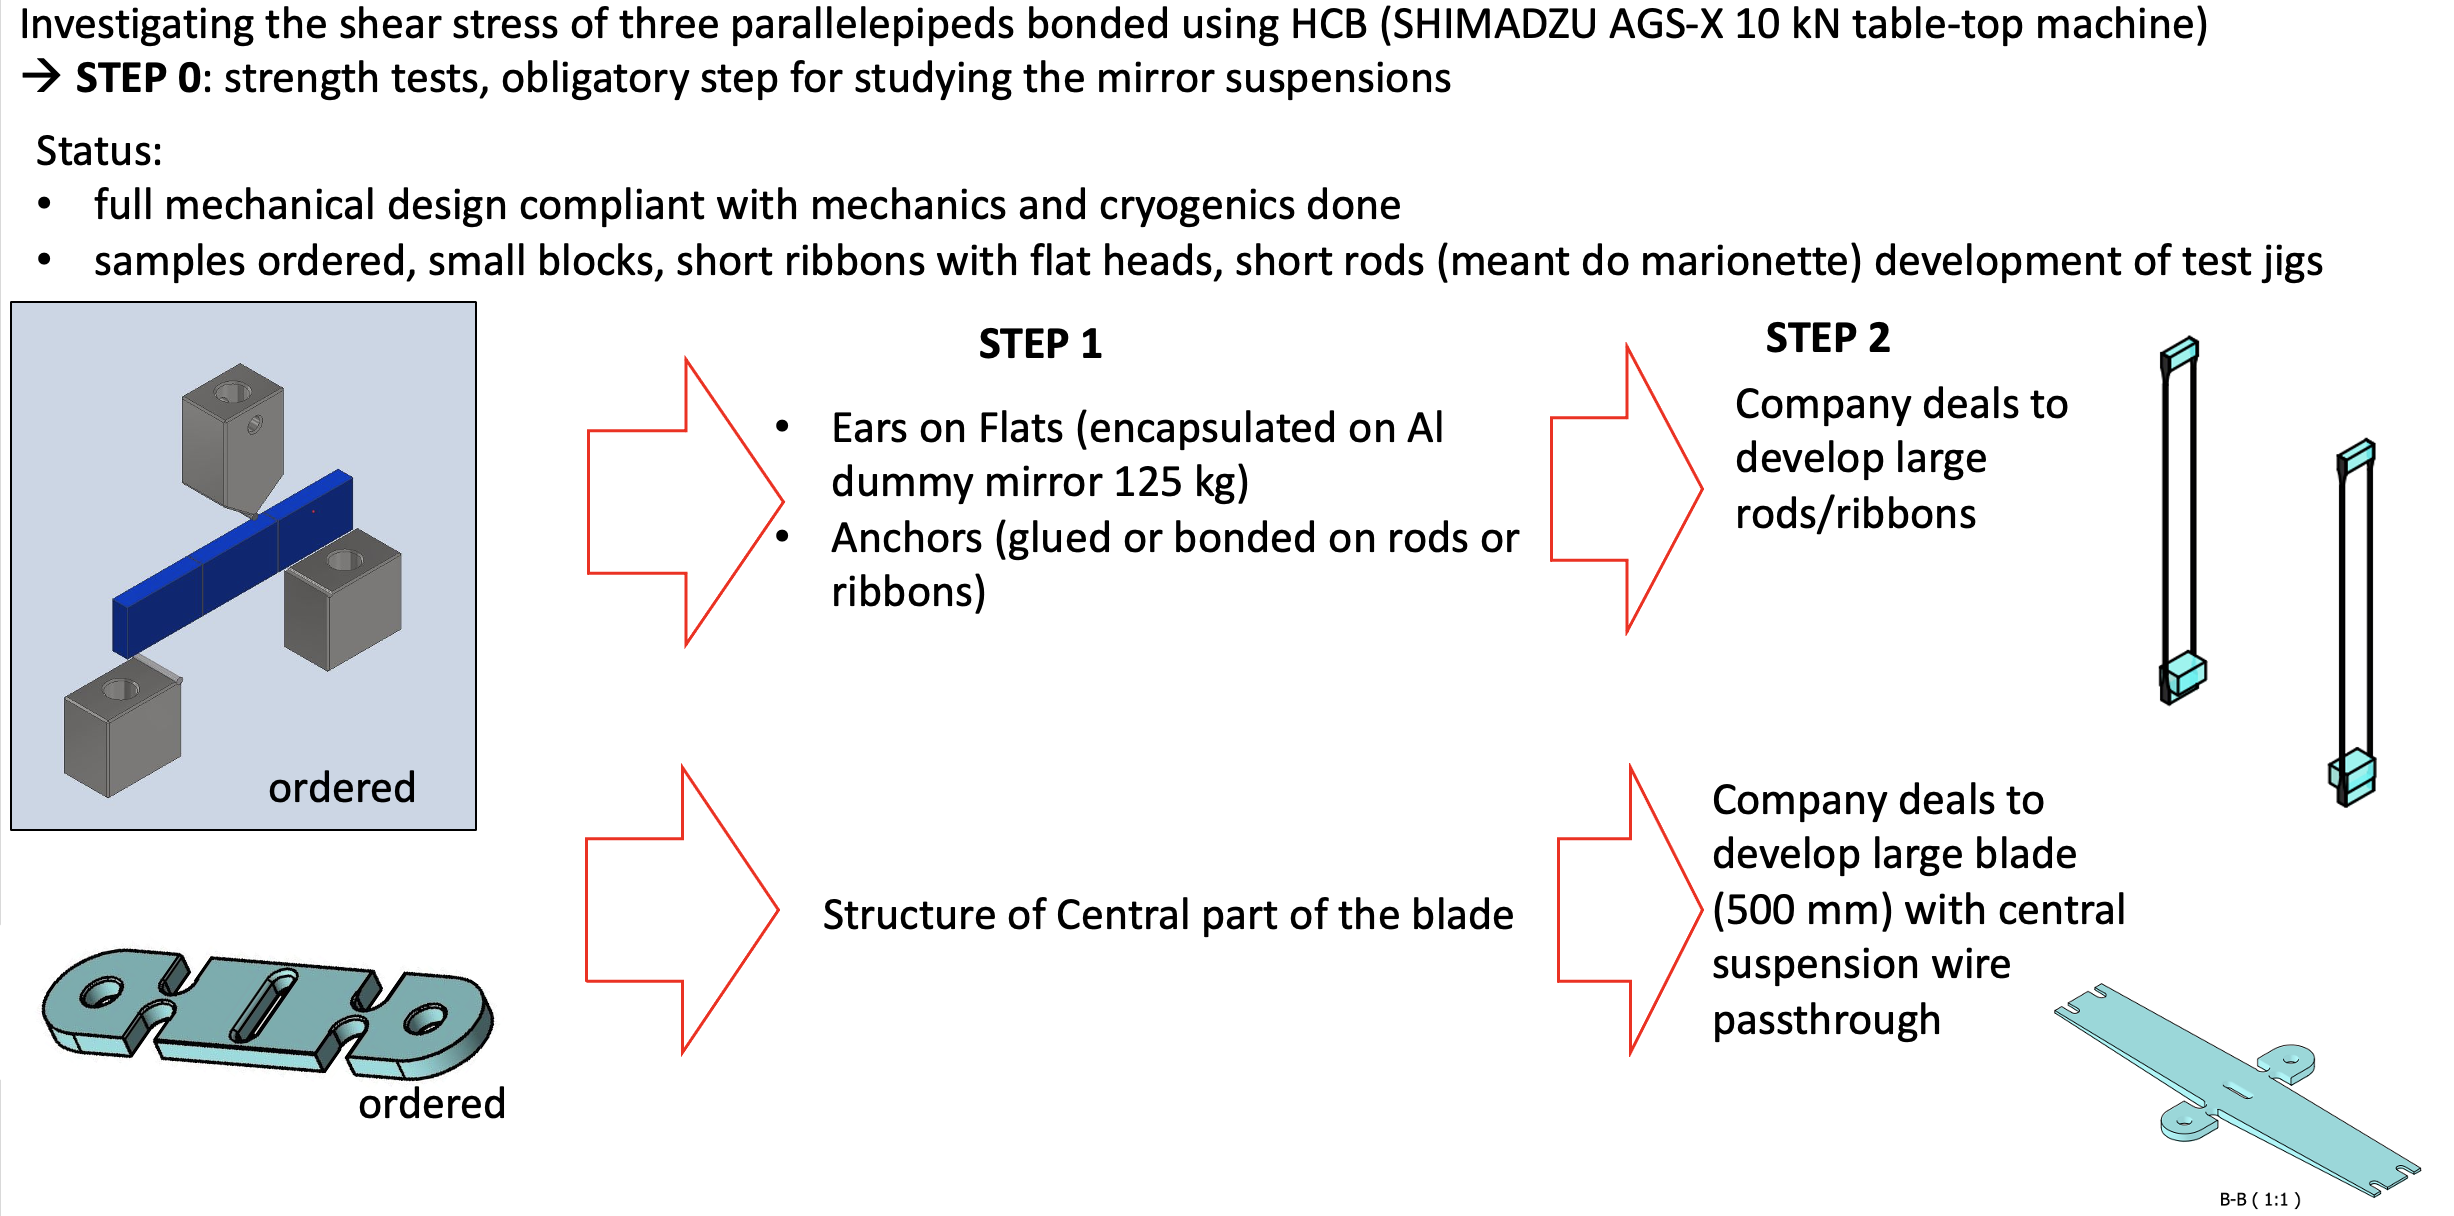 Investigating the shear stress of three parallelepipeds bonded using HCB (SHIMADZU AGS-X 10 kN table-top machine)
→ STEP 0: strength tests, obligatory step for studying the mirror suspensions
Status:
• full mechanical design compliant with mechanics and cryogenics done
• samples ordered, small blocks, short ribbons with flat heads, short rods (meant do marionette) development of test jigs
ordered
STEP 1
• Ears on Flats (encapsulated on Al
dummy mirror 125 kg)
• Anchors (glued or bonded on rods or
ribbons)
STEP 2
Company deals to
develop large
rods/ribbons
ordered
Structure of Central part of the blade
Company deals to
develop large blade
(500 mm) with central
suspension wire
passthrough
B-B ( 1:1 )